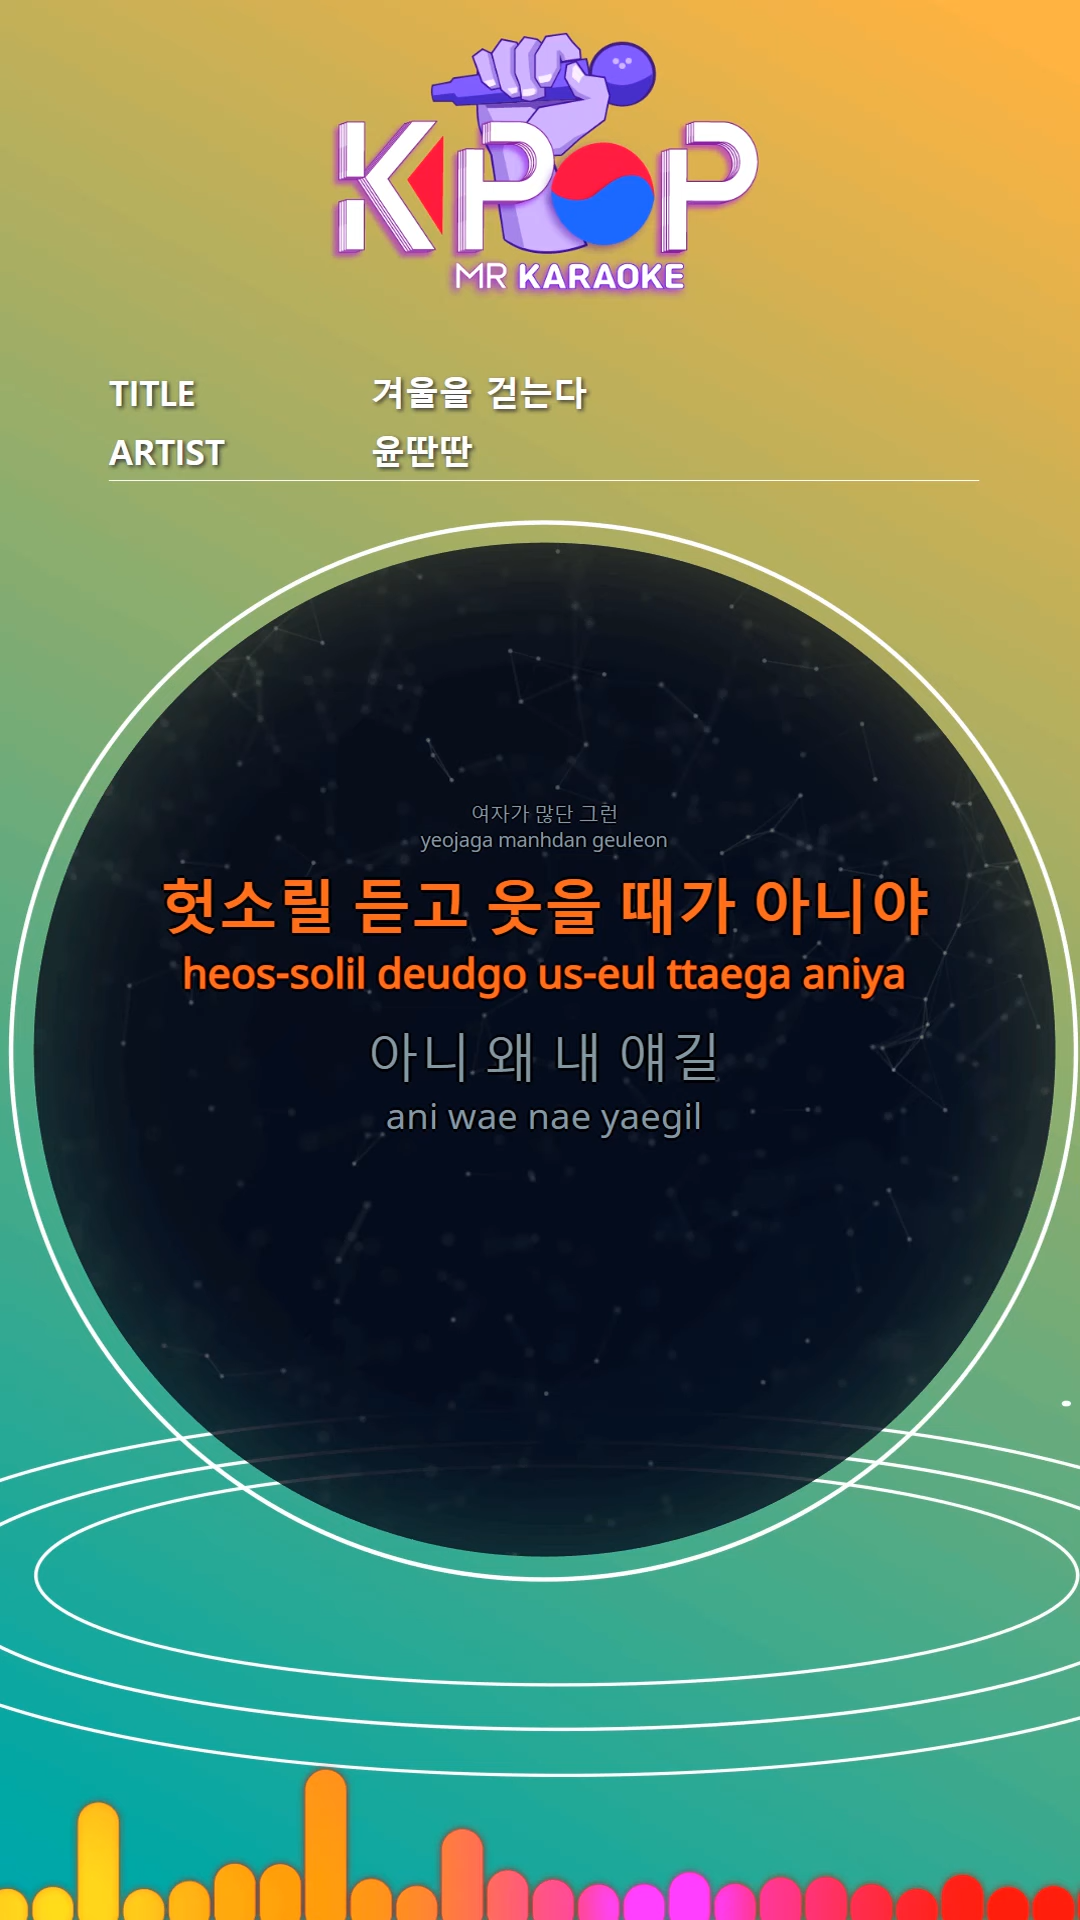 KPOP
MR KARAOKE
TITLE 겨울을 걷는다
ARTIST 윤딴딴
여자가 많단 그런
yeojaga manhdan geuleon
헛소릴 듣고 웃을 때가 아니야
heos-solil deudgo us-eul ttaega aniya
아니 왜 내 얘길
ani wae nae yaegil